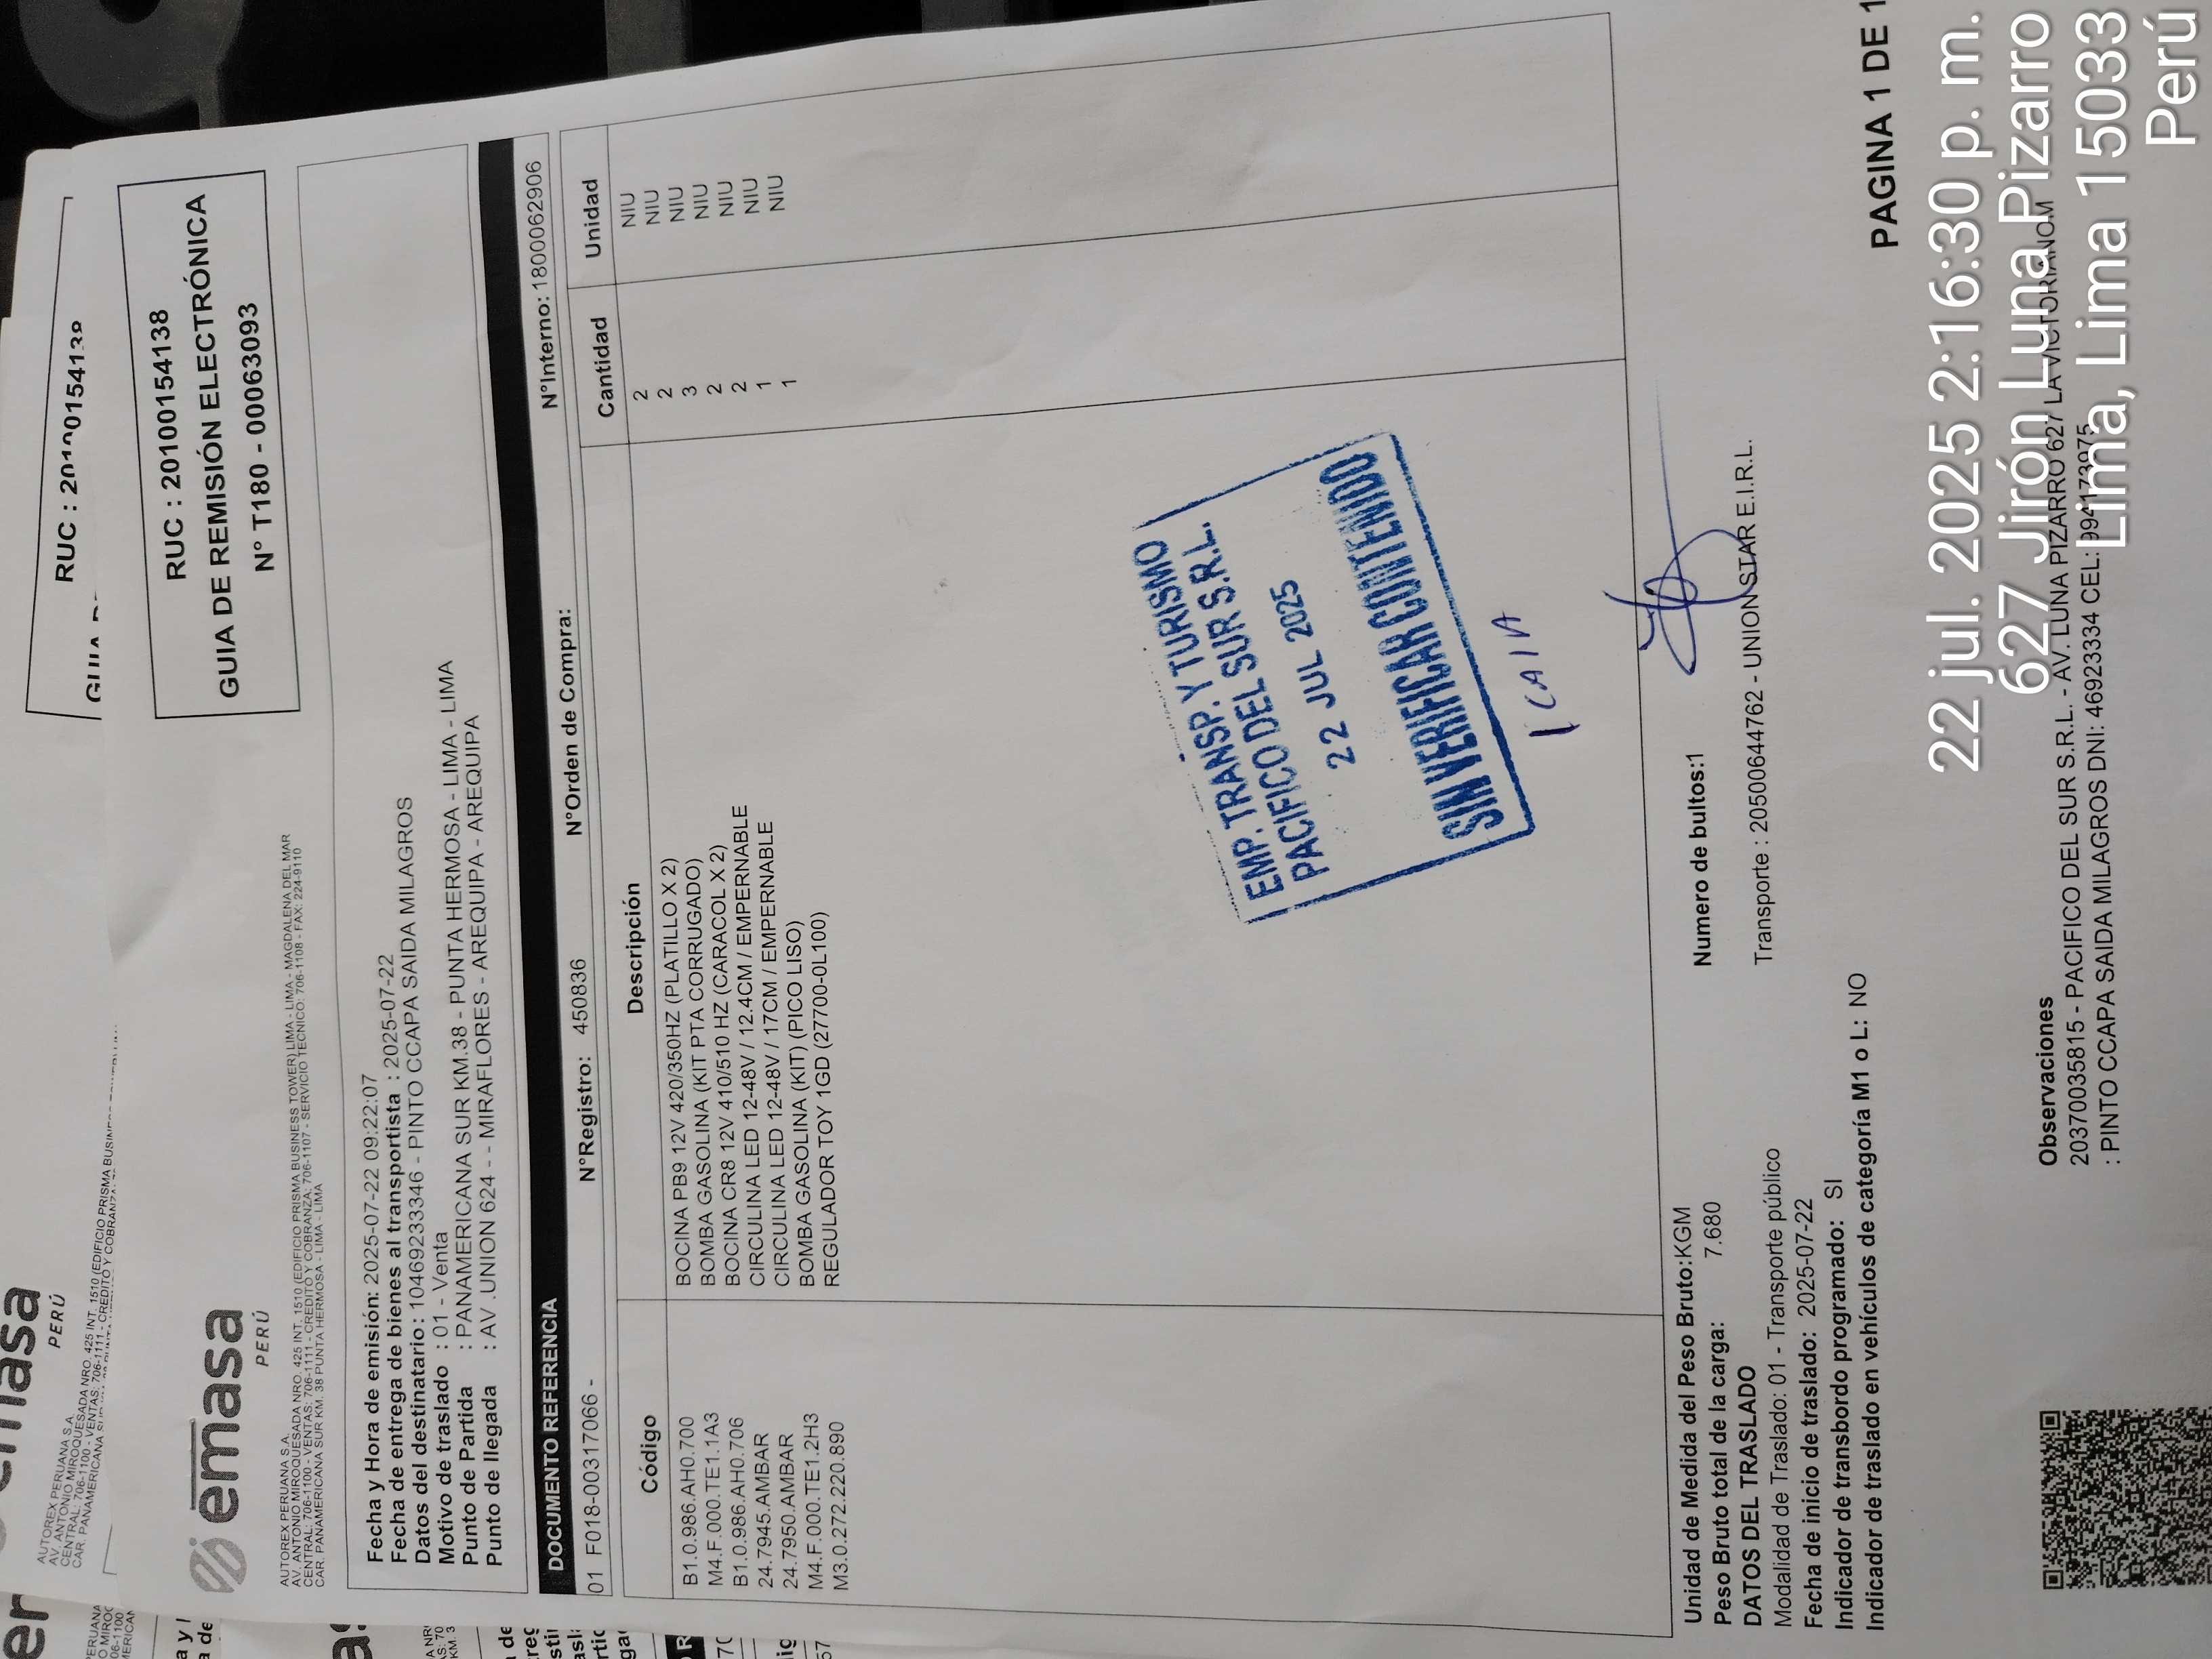 RUC : 20100154138
emasa
PERÚ
AUTOREX PERUANA S.A.
RUC : 20100154138
GUIA DE REMISIÓN ELECTRÓNICA
N° T180 - 00063093
emasa
PERÚ
AUTOREX PERUANA S.A.
AV. ANTONIO MIROQUESADA NRO. 425 INT. 1510 (EDIFICIO PRISMA BUSINESS TOWER) LIMA - LIMA - MAGDALENA DEL MAR
CENTRAL: 706-1100 - VENTAS: 706-1111 - CREDITO Y COBRANZA: 706-1107 - SERVICIO TECNICO: 706-1108 - FAX: 224-9110
CAR. PANAMERICANA SUR KM. 38 PUNTA HERMOSA - LIMA - LIMA
Fecha y Hora de emisión: 2025-07-22 09:22:07
Fecha de entrega de bienes al transportista : 2025-07-22
Datos del destinatario : 10469233346 - PINTO CCAPA SAIDA MILAGROS
Motivo de traslado : 01 - Venta
Punto de Partida : PANAMERICANA SUR KM.38 - PUNTA HERMOSA - LIMA - LIMA
Punto de llegada : AV .UNION 624 - - MIRAFLORES - AREQUIPA - AREQUIPA
DOCUMENTO REFERENCIA
01 F018-00317066 - N°Registro: 450836 N°Orden de Compra: N°Interno: 1800062906
Código Descripción Cantidad Unidad
B1.0.986.AH0.700 BOCINA PB9 12V 420/350HZ (PLATILLO X 2) 2 NIU
M4.F.000.TE1.1A3 BOMBA GASOLINA (KIT PTA CORRUGADO) 2 NIU
B1.0.986.AH0.706 BOCINA CR8 12V 410/510 HZ (CARACOL X 2) 3 NIU
24.7945.AMBAR CIRCULINA LED 12-48V / 12.4CM / EMPERNABLE 2 NIU
24.7950.AMBAR CIRCULINA LED 12-48V / 17CM / EMPERNABLE 2 NIU
M4.F.000.TE1.2H3 BOMBA GASOLINA (KIT) (PICO LISO) 1 NIU
M3.0.272.220.890 REGULADOR TOY 1GD (27700-0L100) 1 NIU
EMP. TRANSP. Y TURISMO
PACIFICO DEL SUR S.R.L.
22 JUL 2025
SIN VERIFICAR CONTENIDO
1 CAJA
Unidad de Medida del Peso Bruto:KGM
Peso Bruto total de la carga: 7.680 Numero de bultos:1
DATOS DEL TRASLADO
Modalidad de Traslado: 01 - Transporte público Transporte : 20500644762 - UNION STAR E.I.R.L.
Fecha de inicio de traslado: 2025-07-22
Indicador de transbordo programado: SI
Indicador de traslado en vehículos de categoría M1 o L: NO
PAGINA 1 DE 1
Observaciones
20370035815 - PACIFICO DEL SUR S.R.L. - AV. LUNA PIZARRO 627 LA VICTORIA
: PINTO CCAPA SAIDA MILAGROS DNI: 46923334 CEL: 994173975
22 jul. 2025 2:16:30 p. m.
627 Jirón Luna Pizarro
Lima, Lima 15033
Perú